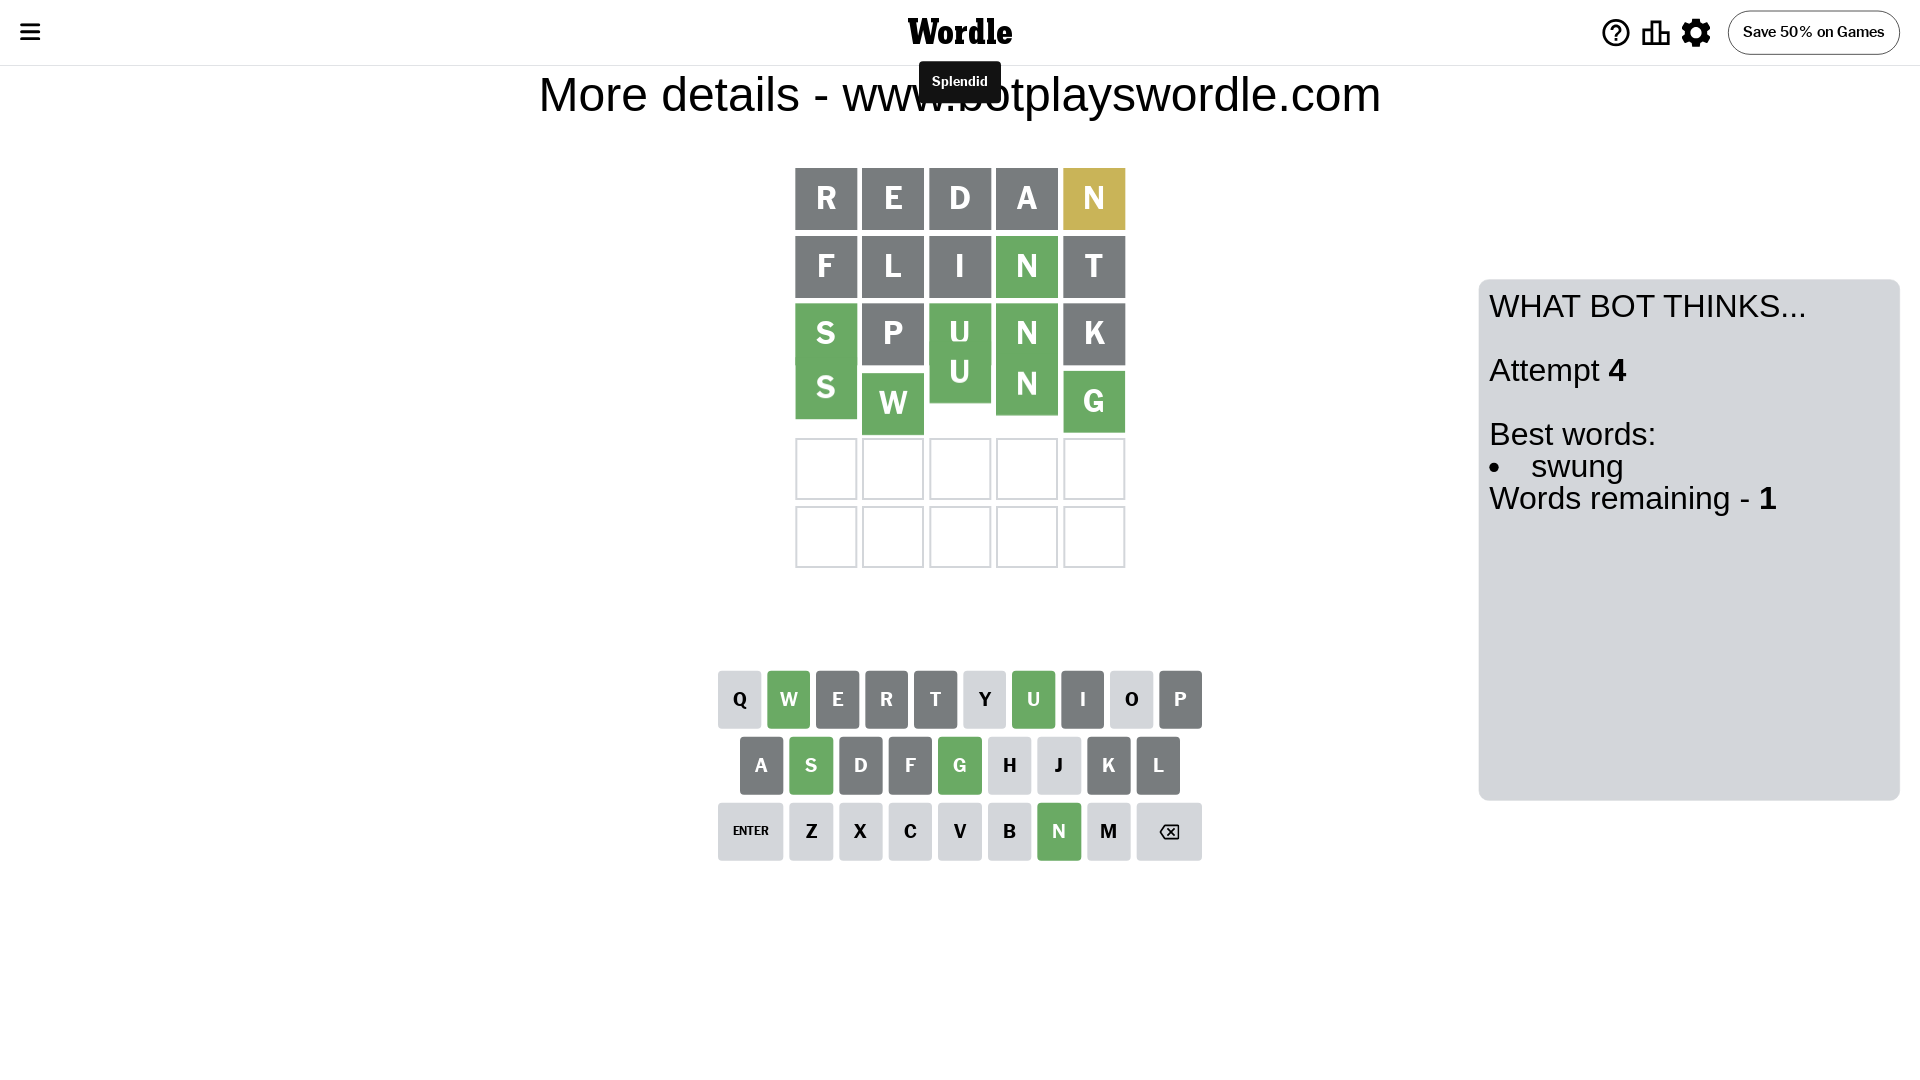 Wordle
Save 50% on Games
Splendid
More details - www.botplayswordle.com
R E D A N
F L I N T
S P U N K
S W U N G
WHAT BOT THINKS...
Attempt 4
Best words:
• swung
Words remaining - 1
Q W E R T Y U I O P
A S D F G H J K L
ENTER Z X C V B N M